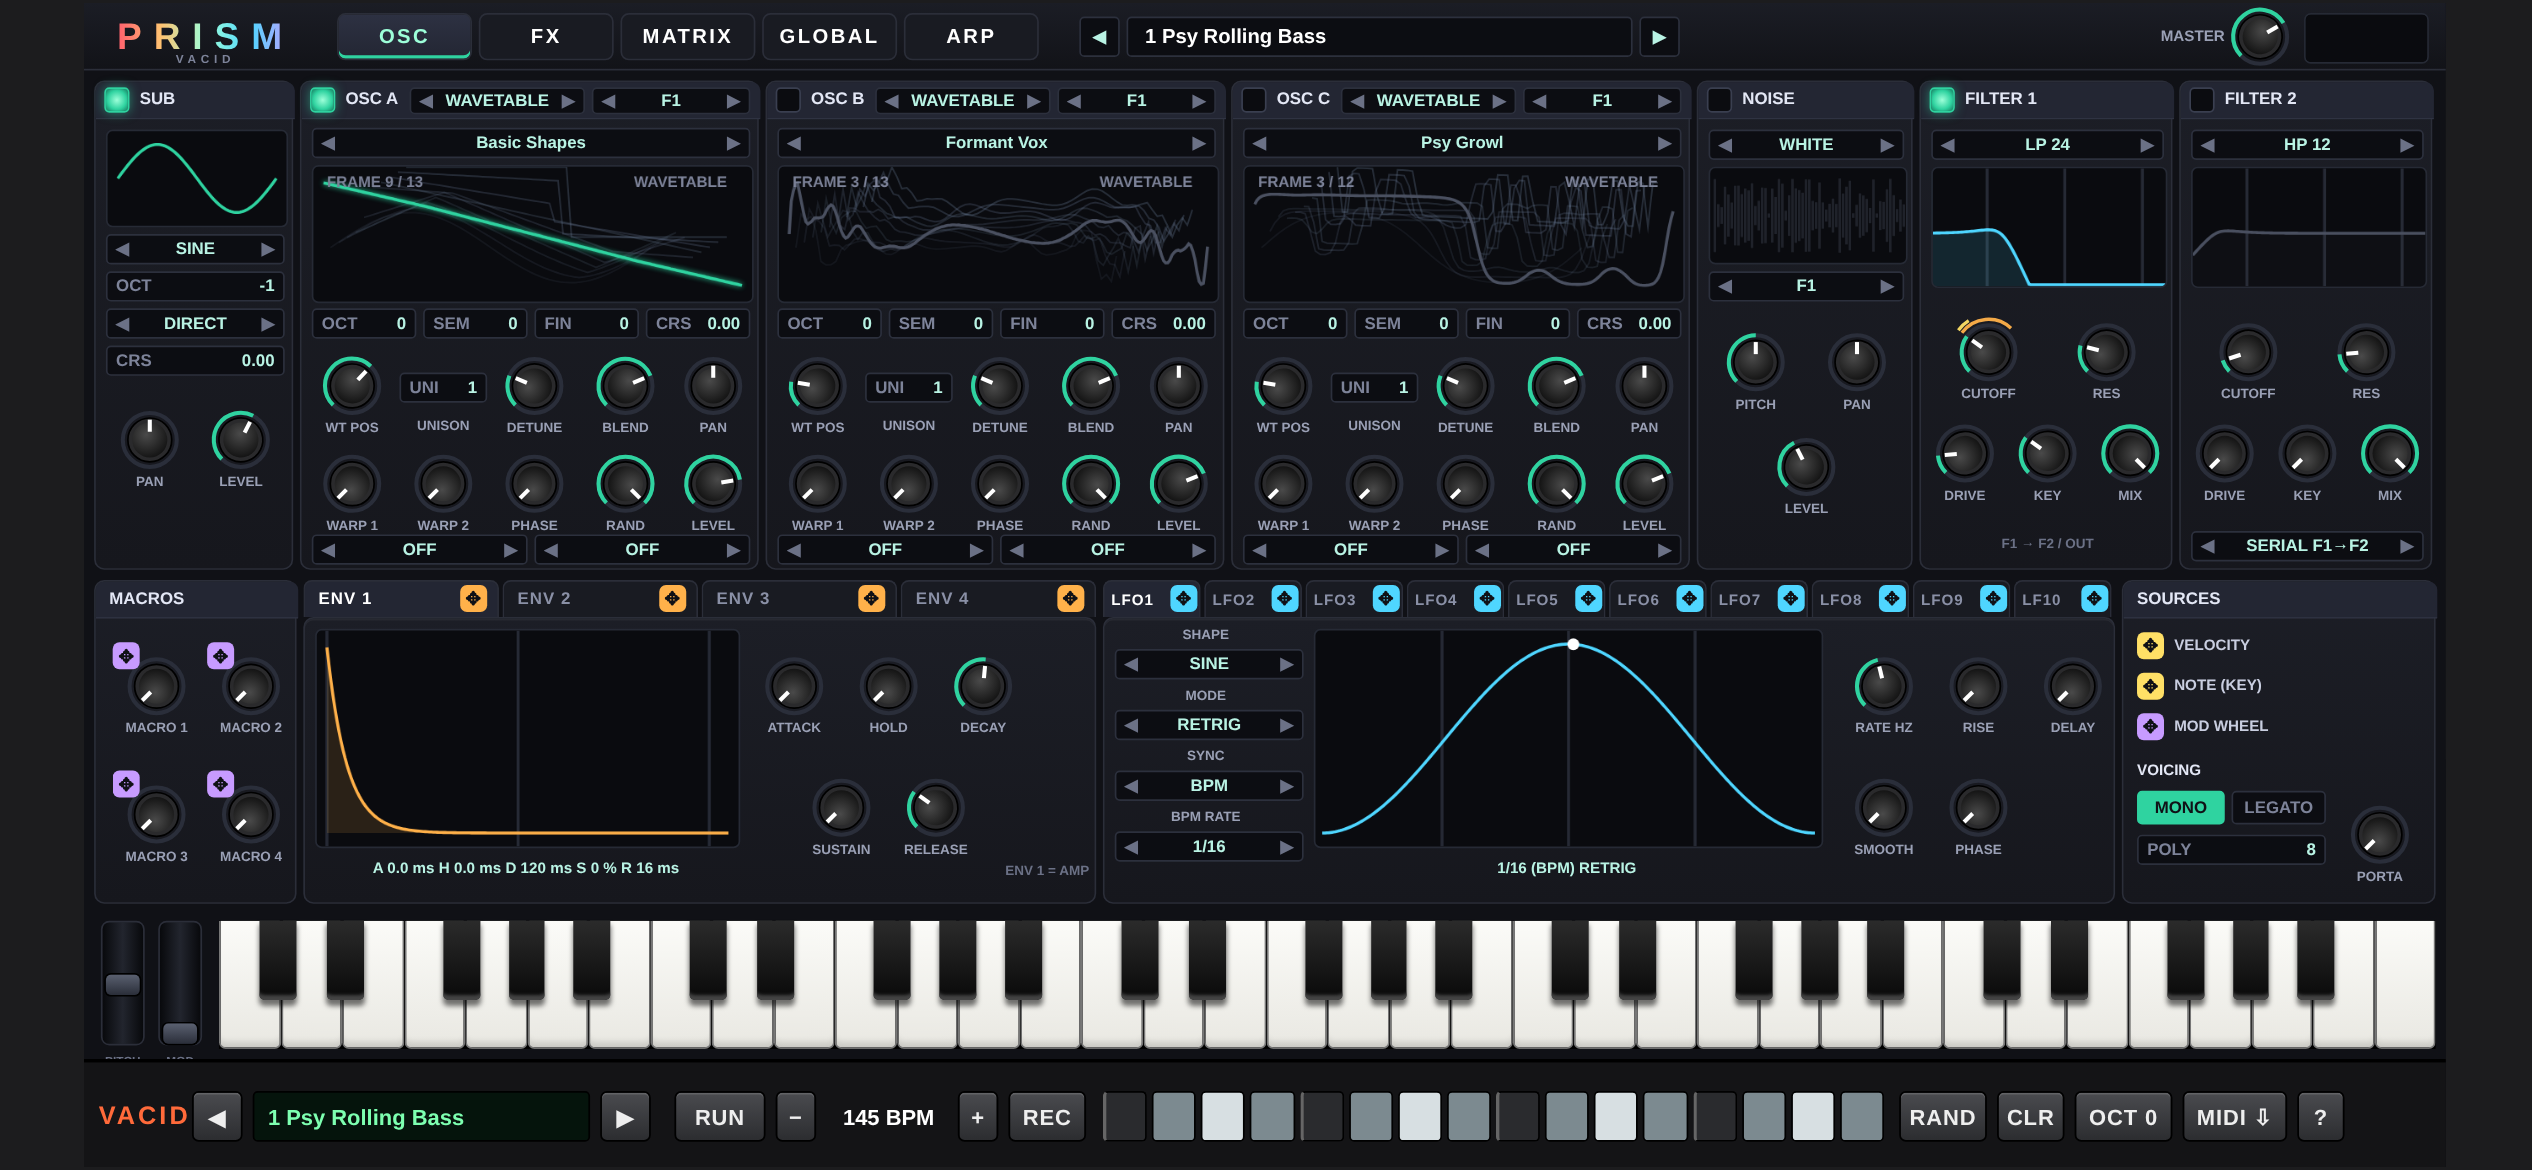 PRISM
VACID
OSC FX MATRIX GLOBAL ARP
◀ 1 Psy Rolling Bass ▶
MASTER
SUB
SINE
OCT -1
DIRECT
CRS 0.00
PAN LEVEL
OSC A WAVETABLE F1
Basic Shapes
FRAME 9 / 13 WAVETABLE
OCT 0 SEM 0 FIN 0 CRS 0.00
WT POS UNI 1 UNISON DETUNE BLEND PAN
WARP 1 WARP 2 PHASE RAND LEVEL
OFF OFF
OSC B WAVETABLE F1
Formant Vox
FRAME 3 / 13 WAVETABLE
OCT 0 SEM 0 FIN 0 CRS 0.00
WT POS UNI 1 UNISON DETUNE BLEND PAN
WARP 1 WARP 2 PHASE RAND LEVEL
OFF OFF
OSC C WAVETABLE F1
Psy Growl
FRAME 3 / 12 WAVETABLE
OCT 0 SEM 0 FIN 0 CRS 0.00
WT POS UNI 1 UNISON DETUNE BLEND PAN
WARP 1 WARP 2 PHASE RAND LEVEL
OFF OFF
NOISE
WHITE
F1
PITCH PAN
LEVEL
FILTER 1
LP 24
CUTOFF RES
DRIVE KEY MIX
F1 → F2 / OUT
FILTER 2
HP 12
CUTOFF RES
DRIVE KEY MIX
SERIAL F1→F2
MACROS
MACRO 1 MACRO 2
MACRO 3 MACRO 4
ENV 1 ENV 2 ENV 3 ENV 4
ATTACK HOLD DECAY
SUSTAIN RELEASE
A 0.0 ms H 0.0 ms D 120 ms S 0 % R 16 ms
ENV 1 = AMP
LFO1 LFO2 LFO3 LFO4 LFO5 LFO6 LFO7 LFO8 LFO9 LF10
SHAPE
SINE
MODE
RETRIG
SYNC
BPM
BPM RATE
1/16
1/16 (BPM) RETRIG
RATE HZ RISE DELAY
SMOOTH PHASE
SOURCES
VELOCITY
NOTE (KEY)
MOD WHEEL
VOICING
MONO LEGATO
POLY 8
PORTA
VACID ◀ 1 Psy Rolling Bass ▶ RUN − 145 BPM + REC RAND CLR OCT 0 MIDI ⇩ ?